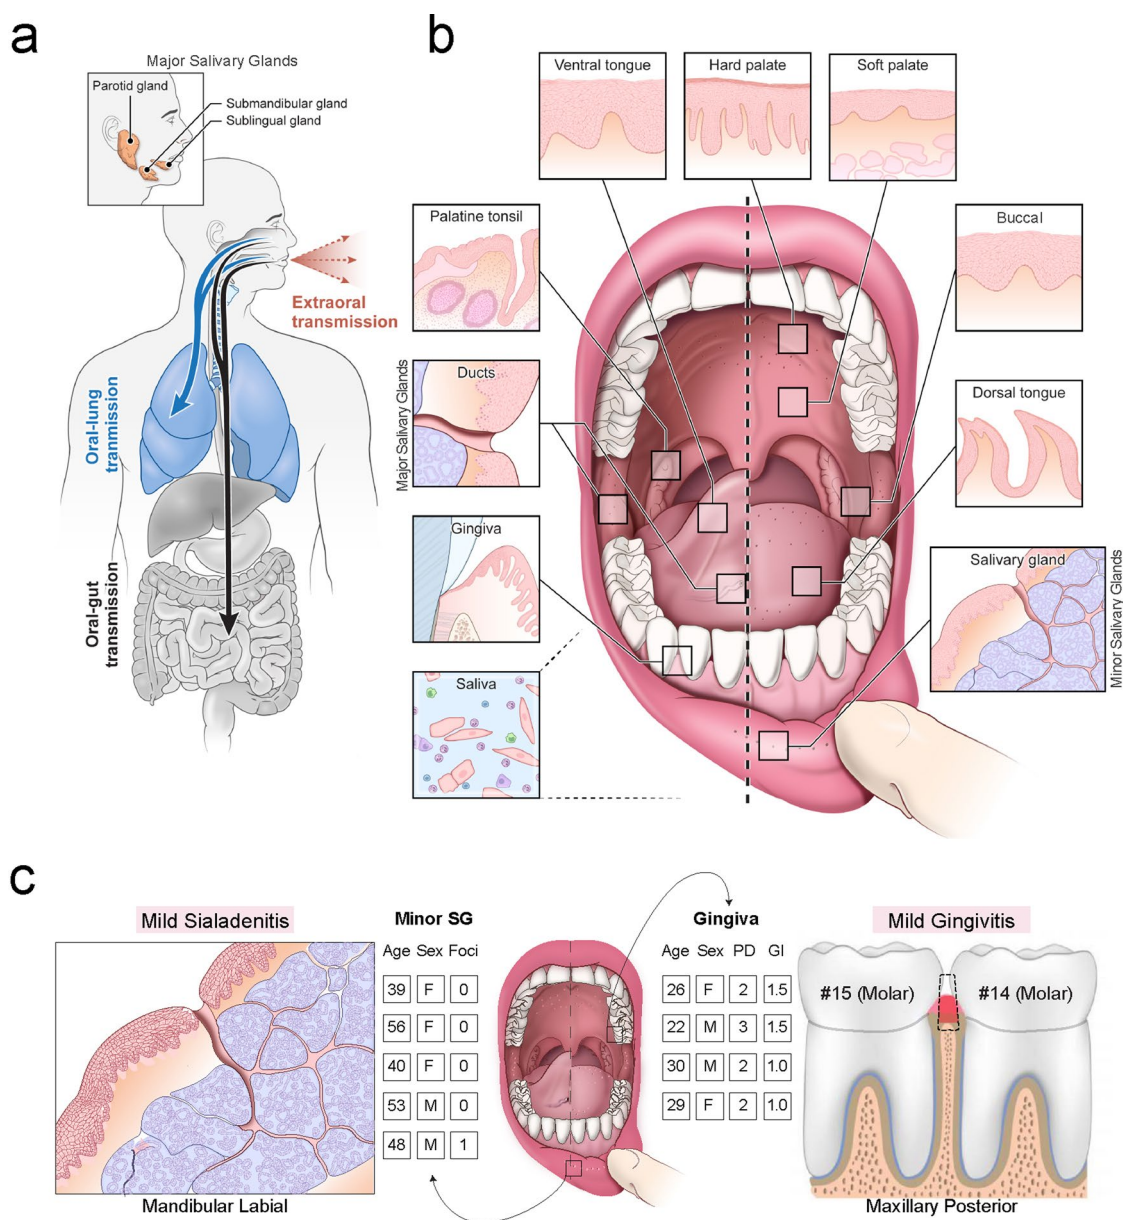 a
Major Salivary Glands
Parotid gland
Submandibular gland
Sublingual gland
Extraoral
transmission
Oral-lung
tranmission
Oral-gut
transmission
b
Ventral tongue
Hard palate
Soft palate
Palatine tonsil
Buccal
Major Salivary Glands
Ducts
Dorsal tongue
Gingiva
Salivary gland
Minor Salivary Glands
Saliva
c
Mild Sialadenitis
Mandibular Labial
Minor SG
Age Sex Foci
39 F 0
56 F 0
40 F 0
53 M 0
48 M 1
Gingiva
Age Sex PD GI
26 F 2 1.5
22 M 3 1.5
30 M 2 1.0
29 F 2 1.0
Mild Gingivitis
#15 (Molar)
#14 (Molar)
Maxillary Posterior